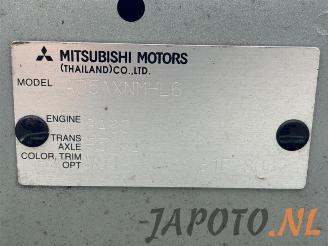 MITSUBISHI MOTORS
(THAILAND)CO.,LTD.
MODEL
ENGINE
TRANS
AXLE
COLOR, TRIM
OPT
JAPOTO.NL